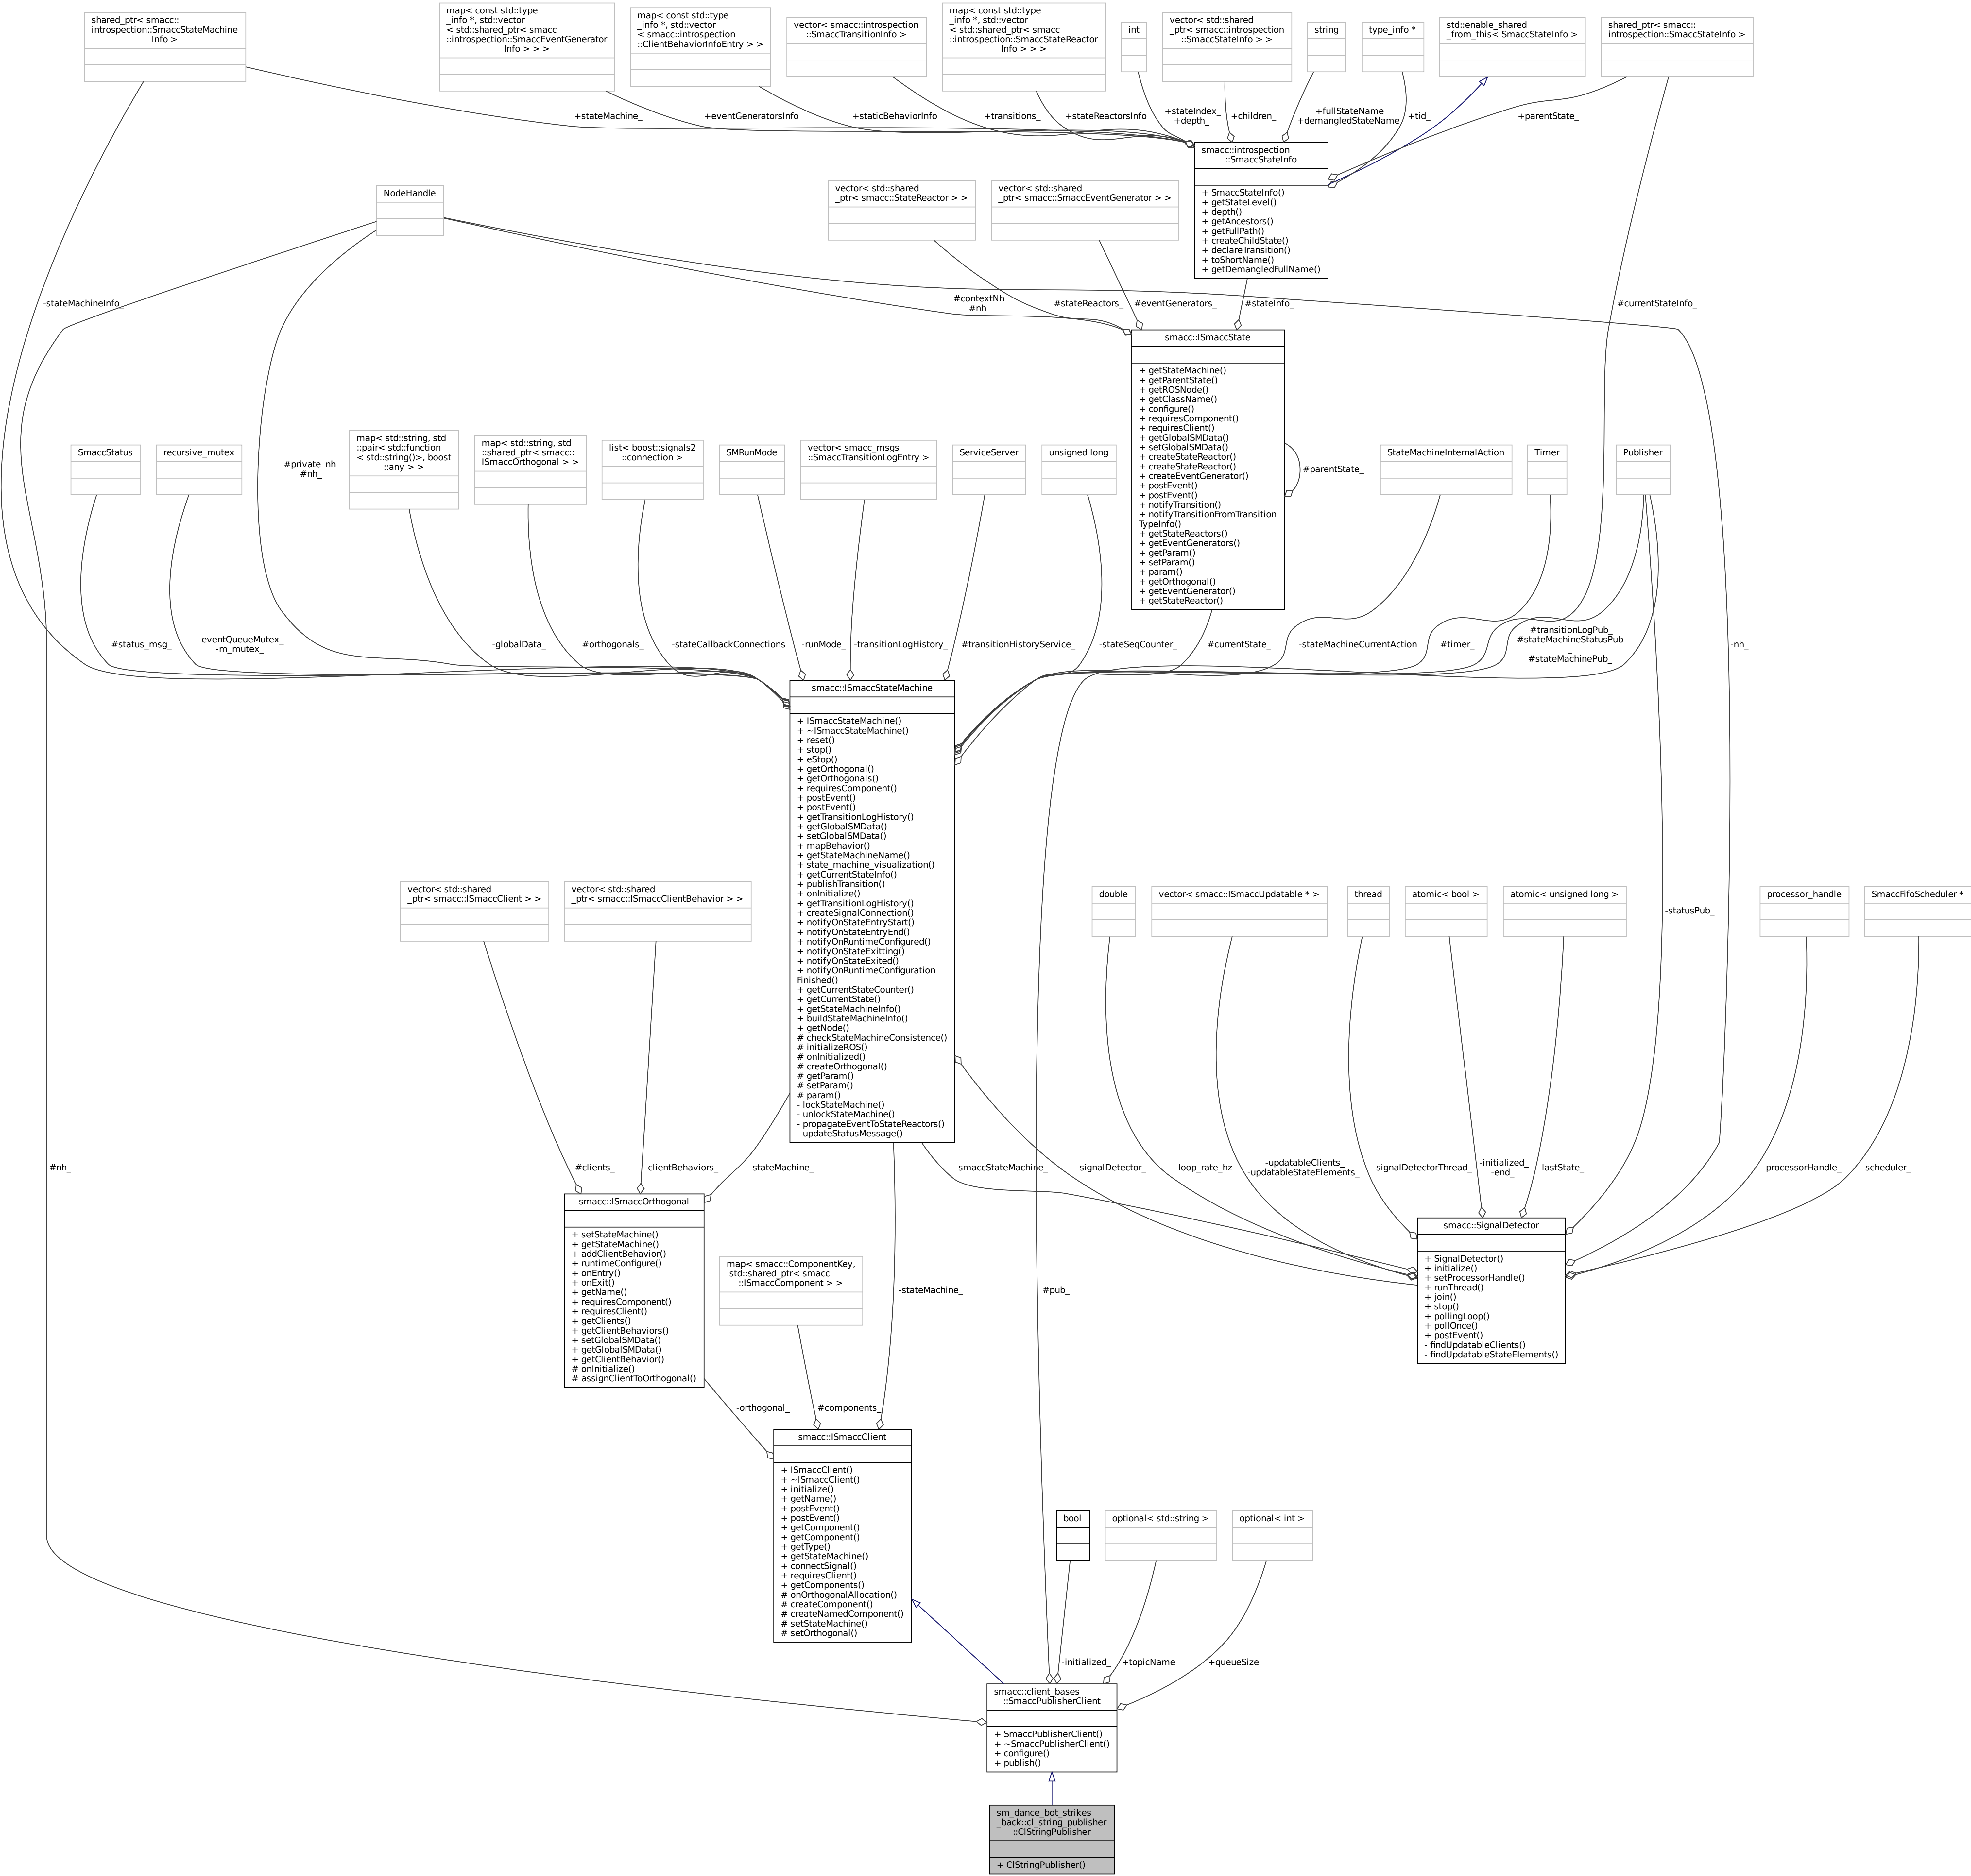 shared_ptr< smacc::
introspection::SmaccStateMachine
Info >
map< const std::type
_info *, std::vector
< std::shared_ptr< smacc
::introspection::SmaccEventGenerator
Info > > >
map< const std::type
_info *, std::vector
< smacc::introspection
::ClientBehaviorInfoEntry > >
vector< smacc::introspection
::SmaccTransitionInfo >
map< const std::type
_info *, std::vector
< std::shared_ptr< smacc
::introspection::SmaccStateReactor
Info > > >
int
vector< std::shared
_ptr< smacc::introspection
::SmaccStateInfo > >
string
type_info *
std::enable_shared
_from_this< SmaccStateInfo >
shared_ptr< smacc::
introspection::SmaccStateInfo >
+stateMachine_
+eventGeneratorsInfo
+staticBehaviorInfo
+transitions_
+stateReactorsInfo
+stateIndex_
+depth_
+children_
+fullStateName
+demangledStateName
+tid_
+parentState_
smacc::introspection
::SmaccStateInfo
+ SmaccStateInfo()
+ getStateLevel()
+ depth()
+ getAncestors()
+ getFullPath()
+ createChildState()
+ declareTransition()
+ toShortName()
+ getDemangledFullName()
NodeHandle
vector< std::shared
_ptr< smacc::StateReactor > >
vector< std::shared
_ptr< smacc::SmaccEventGenerator > >
-stateMachineInfo_
#contextNh
#nh
#stateReactors_
#eventGenerators_
#stateInfo_
#currentStateInfo_
smacc::ISmaccState
+ getStateMachine()
+ getParentState()
+ getROSNode()
+ getClassName()
+ configure()
+ requiresComponent()
+ requiresClient()
+ getGlobalSMData()
+ setGlobalSMData()
+ createStateReactor()
+ createStateReactor()
+ createEventGenerator()
+ postEvent()
+ postEvent()
+ notifyTransition()
+ notifyTransitionFromTransition
TypeInfo()
+ getStateReactors()
+ getEventGenerators()
+ getParam()
+ setParam()
+ param()
+ getOrthogonal()
+ getEventGenerator()
+ getStateReactor()
#parentState_
SmaccStatus
recursive_mutex
#private_nh_
#nh_
map< std::string, std
::pair< std::function
< std::string()>, boost
::any > >
map< std::string, std
::shared_ptr< smacc::
ISmaccOrthogonal > >
list< boost::signals2
::connection >
SMRunMode
vector< smacc_msgs
::SmaccTransitionLogEntry >
ServiceServer
unsigned long
StateMachineInternalAction
Timer
Publisher
#status_msg_
-eventQueueMutex_
-m_mutex_
-globalData_
#orthogonals_
-stateCallbackConnections
-runMode_
-transitionLogHistory_
#transitionHistoryService_
-stateSeqCounter_
#currentState_
-stateMachineCurrentAction
#timer_
#transitionLogPub_
#stateMachineStatusPub
_
#stateMachinePub_
-nh_
smacc::ISmaccStateMachine
+ ISmaccStateMachine()
+ ~ISmaccStateMachine()
+ reset()
+ stop()
+ eStop()
+ getOrthogonal()
+ getOrthogonals()
+ requiresComponent()
+ postEvent()
+ postEvent()
+ getTransitionLogHistory()
+ getGlobalSMData()
+ setGlobalSMData()
+ mapBehavior()
+ getStateMachineName()
+ state_machine_visualization()
+ getCurrentStateInfo()
+ publishTransition()
+ onInitialize()
+ getTransitionLogHistory()
+ createSignalConnection()
+ notifyOnStateEntryStart()
+ notifyOnStateEntryEnd()
+ notifyOnRuntimeConfigured()
+ notifyOnStateExitting()
+ notifyOnStateExited()
+ notifyOnRuntimeConfiguration
Finished()
+ getCurrentStateCounter()
+ getCurrentState()
+ getStateMachineInfo()
+ buildStateMachineInfo()
+ getNode()
# checkStateMachineConsistence()
# initializeROS()
# onInitialized()
# createOrthogonal()
# getParam()
# setParam()
# param()
- lockStateMachine()
- unlockStateMachine()
- propagateEventToStateReactors()
- updateStatusMessage()
vector< std::shared
_ptr< smacc::ISmaccClient > >
vector< std::shared
_ptr< smacc::ISmaccClientBehavior > >
double
vector< smacc::ISmaccUpdatable * >
thread
atomic< bool >
atomic< unsigned long >
-statusPub_
processor_handle
SmaccFifoScheduler *
#nh_
#clients_
-clientBehaviors_
-stateMachine_
-smaccStateMachine_
-signalDetector_
-loop_rate_hz
-updatableClients_
-updatableStateElements_
-signalDetectorThread_
-initialized_
-end_
-lastState_
-processorHandle_
-scheduler_
smacc::ISmaccOrthogonal
+ setStateMachine()
+ getStateMachine()
+ addClientBehavior()
+ runtimeConfigure()
+ onEntry()
+ onExit()
+ getName()
+ requiresComponent()
+ requiresClient()
+ getClients()
+ getClientBehaviors()
+ setGlobalSMData()
+ getGlobalSMData()
+ getClientBehavior()
# onInitialize()
# assignClientToOrthogonal()
smacc::SignalDetector
+ SignalDetector()
+ initialize()
+ setProcessorHandle()
+ runThread()
+ join()
+ stop()
+ pollingLoop()
+ pollOnce()
+ postEvent()
- findUpdatableClients()
- findUpdatableStateElements()
map< smacc::ComponentKey,
std::shared_ptr< smacc
::ISmaccComponent > >
-stateMachine_
#pub_
-orthogonal_
#components_
smacc::ISmaccClient
+ ISmaccClient()
+ ~ISmaccClient()
+ initialize()
+ getName()
+ postEvent()
+ postEvent()
+ getComponent()
+ getComponent()
+ getType()
+ getStateMachine()
+ connectSignal()
+ requiresClient()
+ getComponents()
# onOrthogonalAllocation()
# createComponent()
# createNamedComponent()
# setStateMachine()
# setOrthogonal()
bool
optional< std::string >
optional< int >
-initialized_
+topicName
+queueSize
smacc::client_bases
::SmaccPublisherClient
+ SmaccPublisherClient()
+ ~SmaccPublisherClient()
+ configure()
+ publish()
sm_dance_bot_strikes
_back::cl_string_publisher
::ClStringPublisher
+ ClStringPublisher()